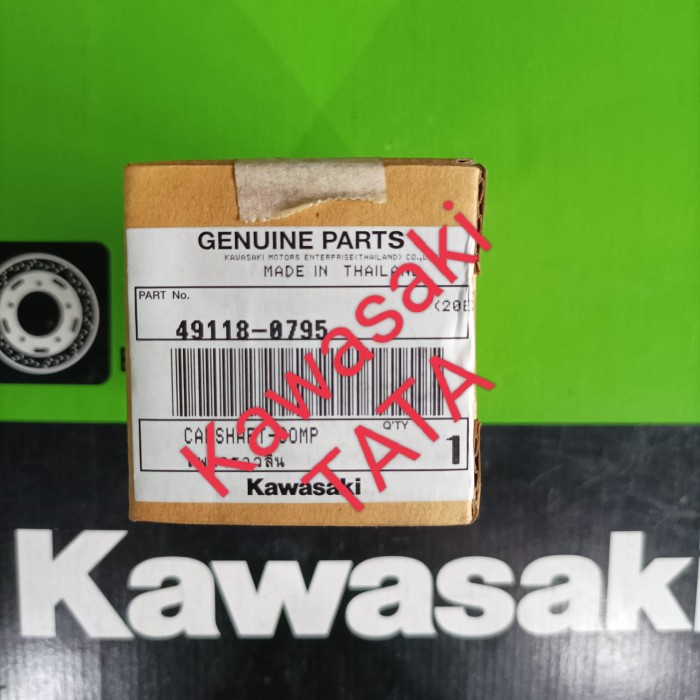 GENUINE PARTS
KAWASAKI MOTORS ENTERPRISE(THAILAND) CO.,L
MADE IN THAILAND
PART No.
(20E
49118-0795
CAMSHAFT-COMP
Q'TY
1
Kawasaki
Kawasaki
TATA
Kawasaki